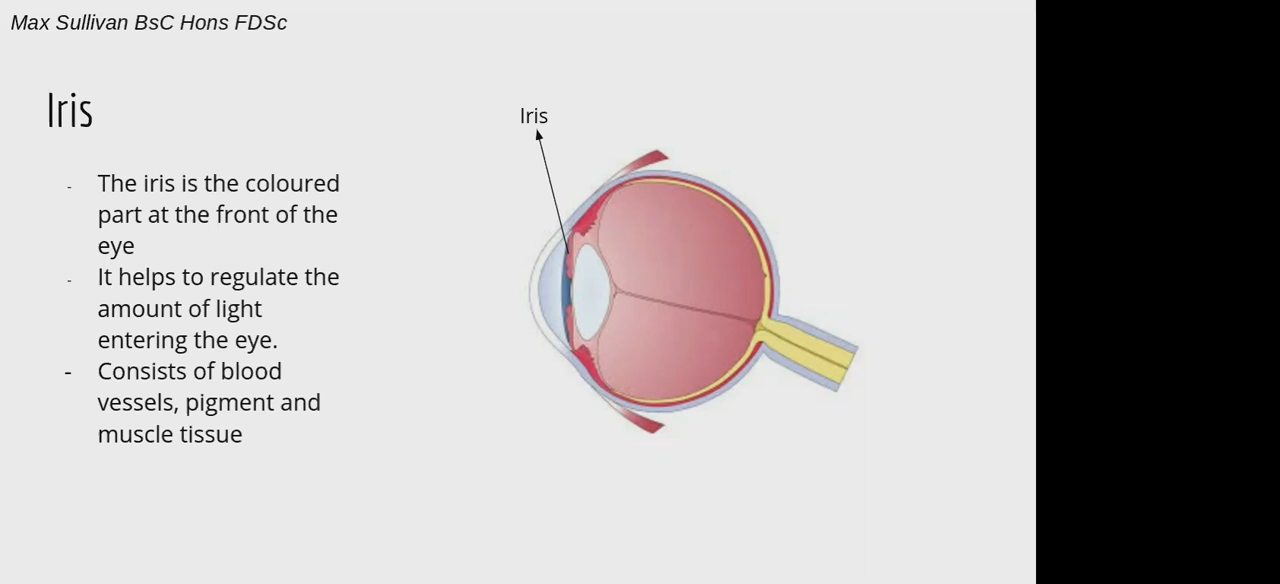 Max Sullivan BsC Hons FDSc
Iris
- The iris is the coloured
part at the front of the
eye
- It helps to regulate the
amount of light
entering the eye.
- Consists of blood
vessels, pigment and
muscle tissue
Iris